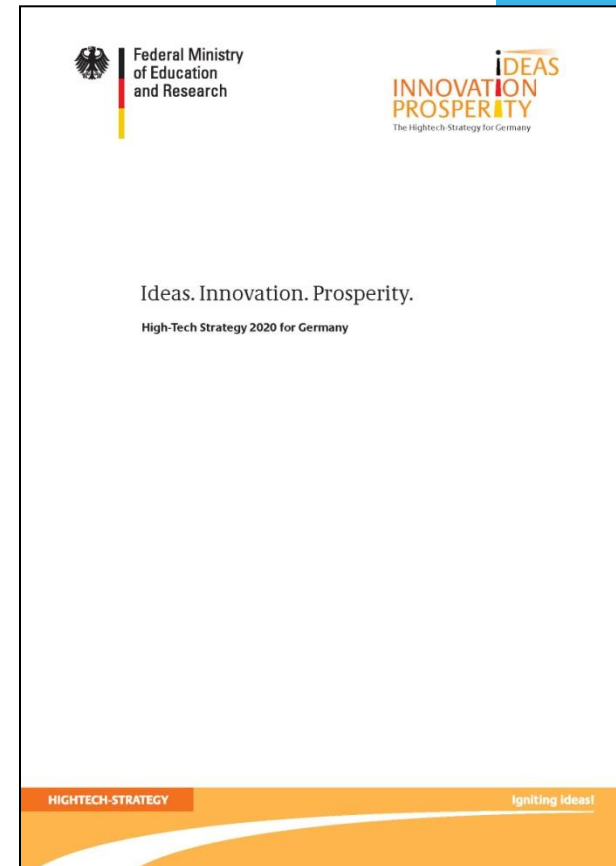 Federal Ministry
of Education
and Research
iDEAS
INNOVATION
PROSPERITY
The Hightech-Strategy for Germany
Ideas. Innovation. Prosperity.
High-Tech Strategy 2020 for Germany
HIGHTECH-STRATEGY
Igniting ideas!